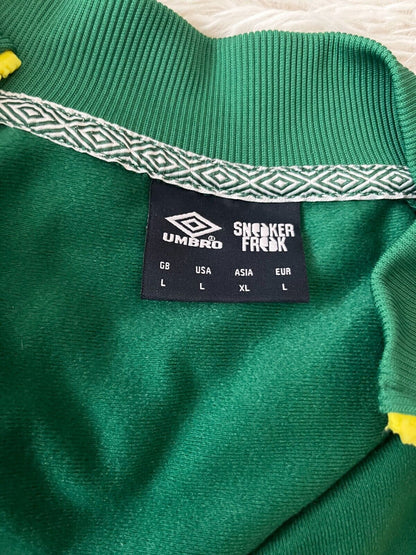 UMBRO
SNEAKER
FREAK
GB USA ASIA EUR
L L XL L